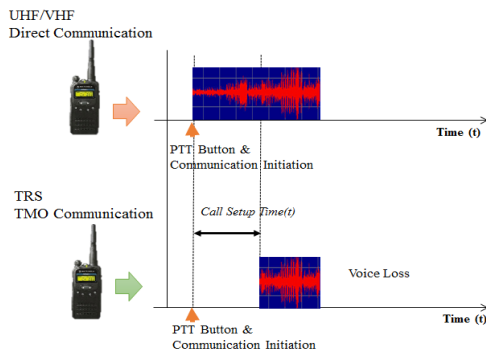 UHF/VHF
Direct Communication
Time (t)
PTT Button &
Communication Initiation
TRS
TMO Communication
Call Setup Time(t)
Voice Loss
Time (t)
PTT Button &
Communication Initiation